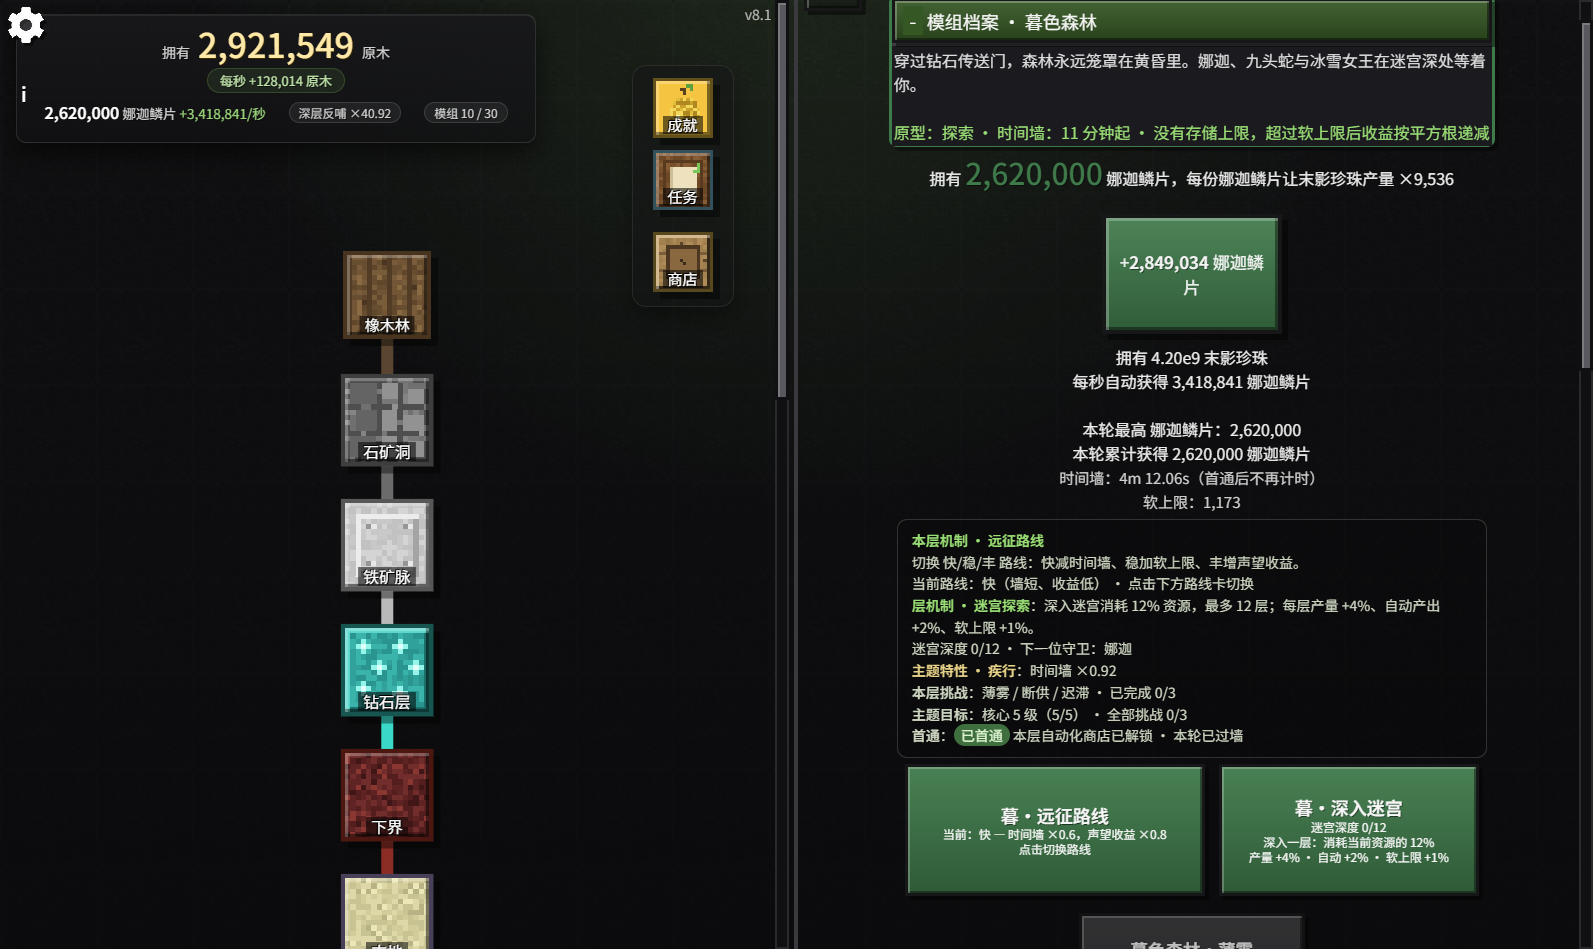 v8.1
拥有 2,921,549 原木
每秒 +128,014 原木
i
2,620,000 娜迦鳞片 +3,418,841/秒
深层反哺 ×40.92
模组 10 / 30
成就
任务
商店
橡木林
石矿洞
铁矿脉
钻石层
下界
- 模组档案 · 暮色森林
穿过钻石传送门，森林永远笼罩在黄昏里。娜迦、九头蛇与冰雪女王在迷宫深处等着
你。
原型：探索 · 时间墙：11 分钟起 · 没有存储上限，超过软上限后收益按平方根递减
拥有 2,620,000 娜迦鳞片，每份娜迦鳞片让末影珍珠产量 ×9,536
+2,849,034 娜迦鳞
片
拥有 4.20e9 末影珍珠
每秒自动获得 3,418,841 娜迦鳞片
本轮最高 娜迦鳞片：2,620,000
本轮累计获得 2,620,000 娜迦鳞片
时间墙：4m 12.06s（首通后不再计时）
软上限：1,173
本层机制 · 远征路线
切换 快/稳/丰 路线：快减时间墙、稳加软上限、丰增声望收益。
当前路线：快（墙短、收益低） · 点击下方路线卡切换
层机制 · 迷宫探索：深入迷宫消耗 12% 资源，最多 12 层；每层产量 +4%、自动产出
+2%、软上限 +1%。
迷宫深度 0/12 · 下一位守卫：娜迦
主题特性 · 疾行：时间墙 ×0.92
本层挑战：薄雾 / 断供 / 迟滞 · 已完成 0/3
主题目标：核心 5 级（5/5） · 全部挑战 0/3
首通：已首通 本层自动化商店已解锁 · 本轮已过墙
暮·远征路线
当前：快 — 时间墙 ×0.6，声望收益 ×0.8
点击切换路线
暮·深入迷宫
迷宫深度 0/12
深入一层：消耗当前资源的 12%
产量 +4% · 自动 +2% · 软上限 +1%
暮色森林·薄雾